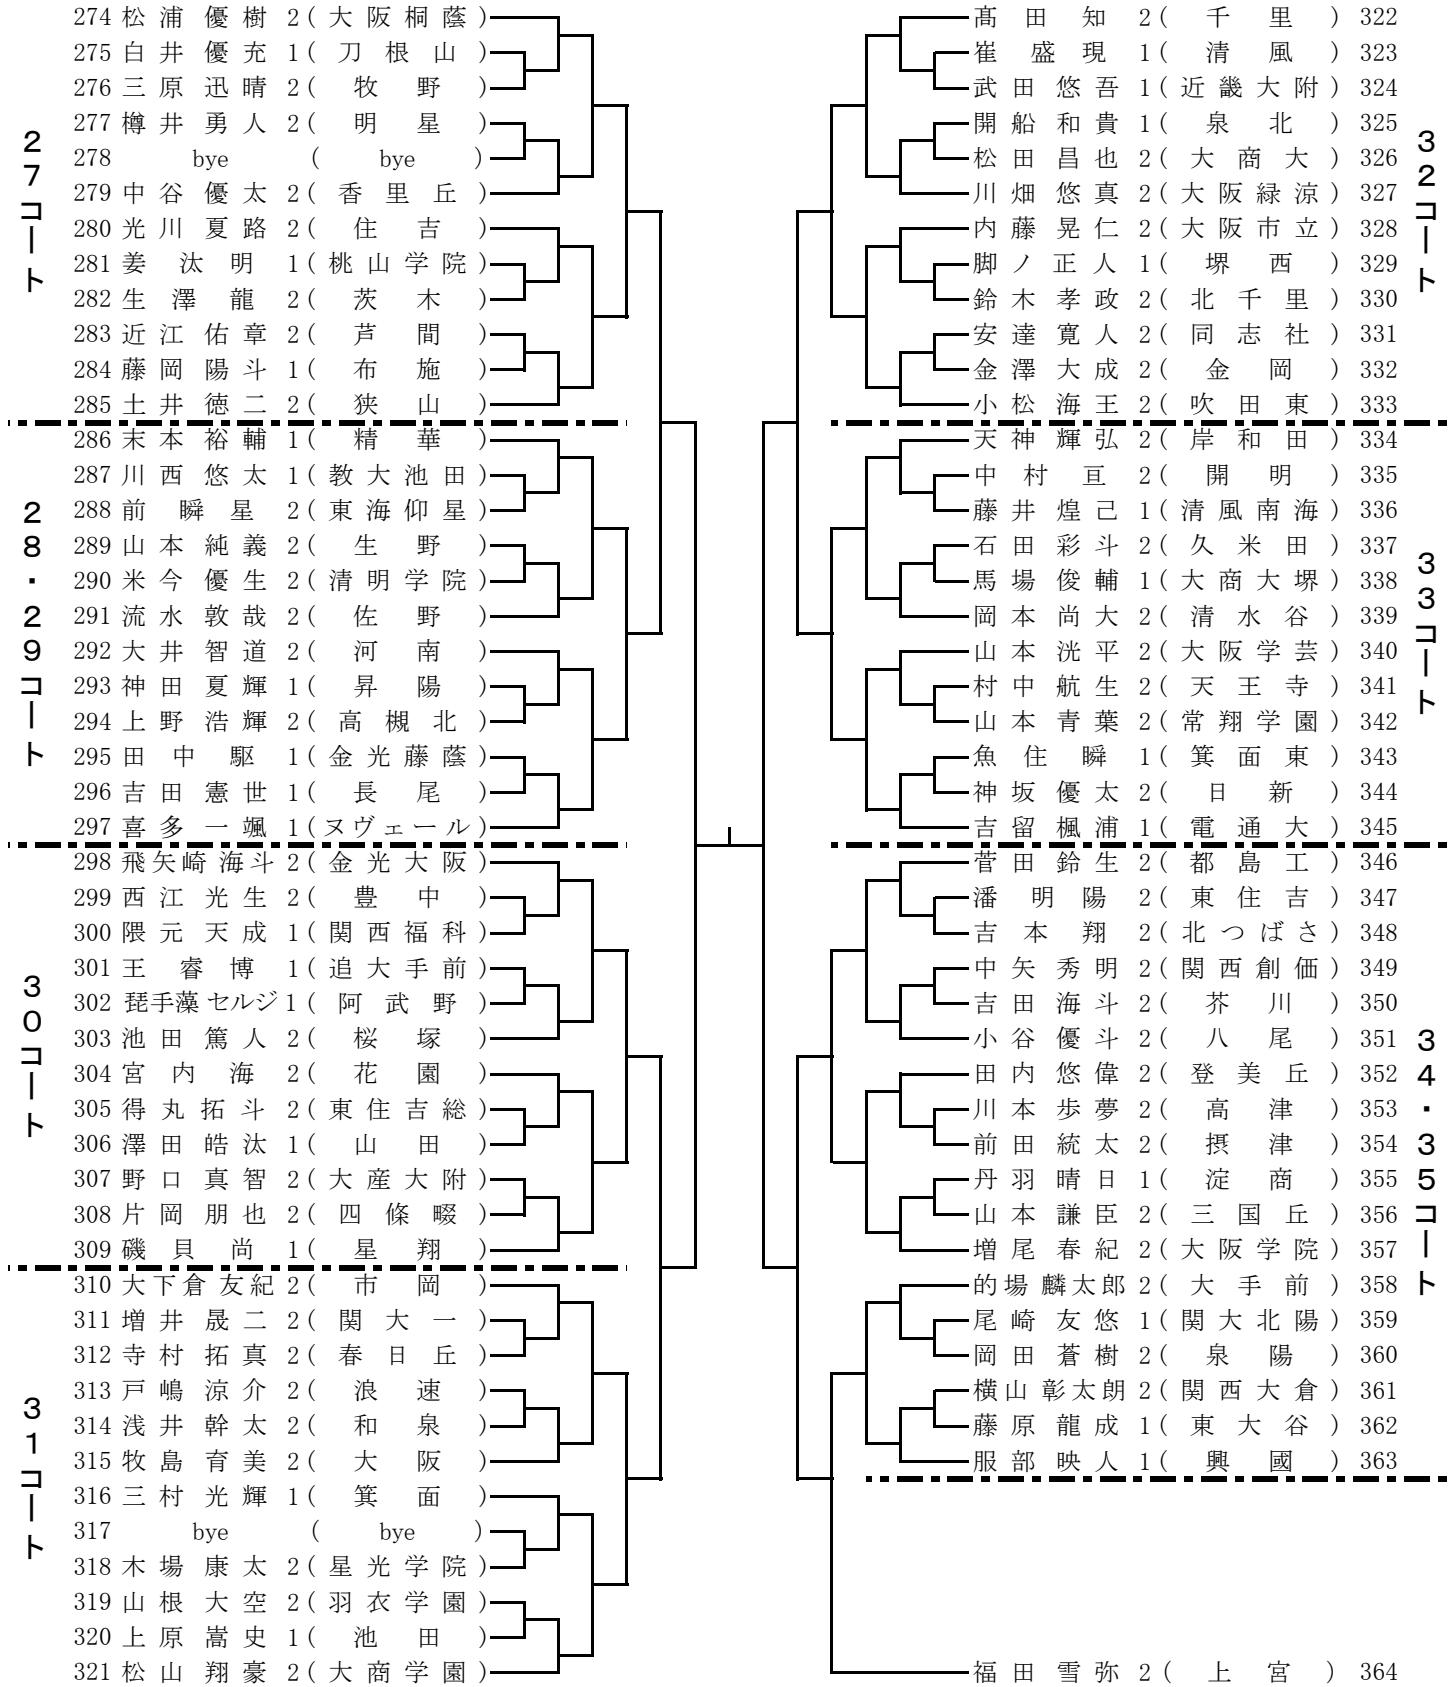 27コート
274 松浦優樹 2(大阪桐蔭)
275 白井優充 1(刀根山)
276 三原迅晴 2(牧野)
277 樽井勇人 2(明星)
278 bye (bye)
279 中谷優太 2(香里丘)
280 光川夏路 2(住吉)
281 姜汰明 1(桃山学院)
282 生澤龍 2(茨木)
283 近江佑章 2(芦間)
284 藤岡陽斗 1(布施)
285 土井徳二 2(狭山)
28・29コート
286 末本裕輔 1(精華)
287 川西悠太 1(教大池田)
288 前瞬星 2(東海仰星)
289 山本純義 2(生野)
290 米今優生 2(清明学院)
291 流水敦哉 2(佐野)
292 大井智道 2(河南)
293 神田夏輝 1(昇陽)
294 上野浩輝 2(高槻北)
295 田中駆 1(金光藤蔭)
296 吉田憲世 1(長尾)
297 喜多一颯 1(ヌヴェール)
30コート
298 飛矢崎海斗 2(金光大阪)
299 西江光生 2(豊中)
300 隈元天成 1(関西福科)
301 王睿博 1(追大手前)
302 琵手藻セルジ 1(阿武野)
303 池田篤人 2(桜塚)
304 宮内海 2(花園)
305 得丸拓斗 2(東住吉総)
306 澤田皓汰 1(山田)
307 野口真智 2(大産大附)
308 片岡朋也 2(四條畷)
309 磯貝尚 1(星翔)
31コート
310 大下倉友紀 2(市岡)
311 増井晟二 2(関大一)
312 寺村拓真 2(春日丘)
313 戸嶋涼介 2(浪速)
314 浅井幹太 2(和泉)
315 牧島育美 2(大阪)
316 三村光輝 1(箕面)
317 bye (bye)
318 木場康太 2(星光学院)
319 山根大空 2(羽衣学園)
320 上原嵩史 1(池田)
321 松山翔豪 2(大商学園)
32コート
髙田知 2(千里) 322
崔盛現 1(清風) 323
武田悠吾 1(近畿大附) 324
開船和貴 1(泉北) 325
松田昌也 2(大商大) 326
川畑悠真 2(大阪緑涼) 327
内藤晃仁 2(大阪市立) 328
脚ノ正人 1(堺西) 329
鈴木孝政 2(北千里) 330
安達寛人 2(同志社) 331
金澤大成 2(金岡) 332
小松海王 2(吹田東) 333
33コート
天神輝弘 2(岸和田) 334
中村亘 2(開明) 335
藤井煌己 1(清風南海) 336
石田彩斗 2(久米田) 337
馬場俊輔 1(大商大堺) 338
岡本尚大 2(清水谷) 339
山本洸平 2(大阪学芸) 340
村中航生 2(天王寺) 341
山本青葉 2(常翔学園) 342
魚住瞬 1(箕面東) 343
神坂優太 2(日新) 344
吉留楓浦 1(電通大) 345
34・35コート
菅田鈴生 2(都島工) 346
潘明陽 2(東住吉) 347
吉本翔 2(北つばさ) 348
中矢秀明 2(関西創価) 349
吉田海斗 2(芥川) 350
小谷優斗 2(八尾) 351
田内悠偉 2(登美丘) 352
川本歩夢 2(高津) 353
前田統太 2(摂津) 354
丹羽晴日 1(淀商) 355
山本謙臣 2(三国丘) 356
増尾春紀 2(大阪学院) 357
的場麟太郎 2(大手前) 358
尾崎友悠 1(関大北陽) 359
岡田蒼樹 2(泉陽) 360
横山彰太朗 2(関西大倉) 361
藤原龍成 1(東大谷) 362
服部映人 1(興國) 363
福田雪弥 2(上宮) 364